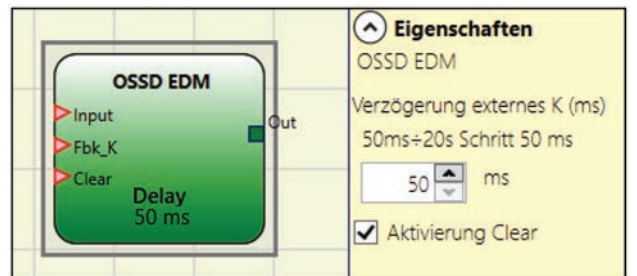 OSSD EDM
Input
Fbk_K
Clear
Out
Delay
50 ms
Eigenschaften
OSSD EDM
Verzögerung externes K (ms)
50ms÷20s Schritt 50 ms
50 ms
Aktivierung Clear